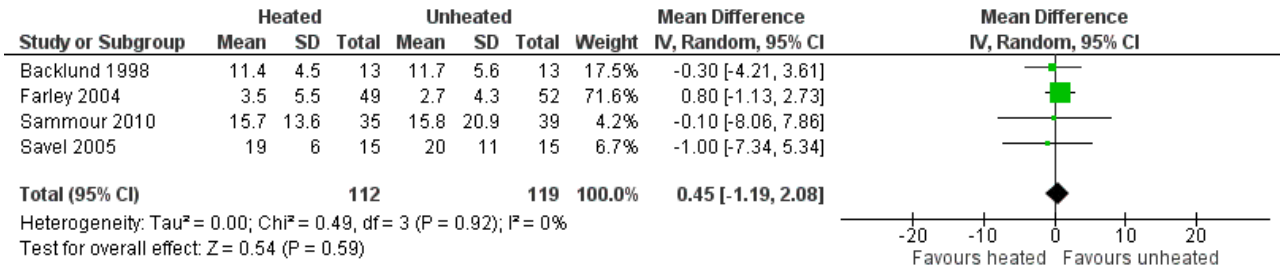 Heated Unheated Mean Difference Mean Difference
Study or Subgroup Mean SD Total Mean SD Total Weight IV, Random, 95% CI IV, Random, 95% CI
Backlund 1998 11.4 4.5 13 11.7 5.6 13 17.5% -0.30 [-4.21, 3.61]
Farley 2004 3.5 5.5 49 2.7 4.3 52 71.6% 0.80 [-1.13, 2.73]
Sammour 2010 15.7 13.6 35 15.8 20.9 39 4.2% -0.10 [-8.06, 7.86]
Savel 2005 19 6 15 20 11 15 6.7% -1.00 [-7.34, 5.34]
Total (95% CI) 112 119 100.0% 0.45 [-1.19, 2.08]
Heterogeneity: Tau² = 0.00; Chi² = 0.49, df = 3 (P = 0.92); I² = 0%
Test for overall effect: Z = 0.54 (P = 0.59)
-20 -10 0 10 20
Favours heated Favours unheated